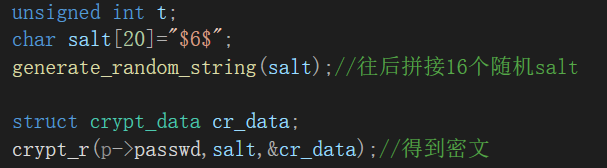 unsigned int t;
char salt[20]="$6$";
generate_random_string(salt);//往后拼接16个随机salt
struct crypt_data cr_data;
crypt_r(p->passwd,salt,&cr_data);//得到密文